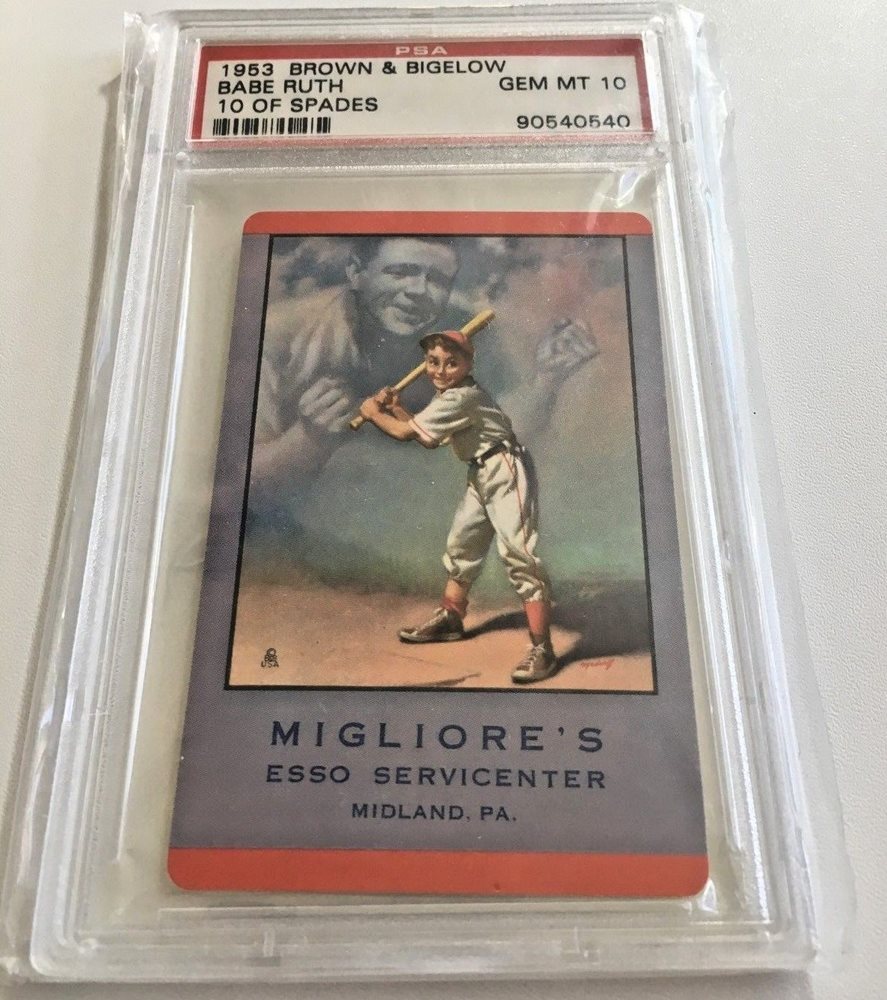 PSA
1953 BROWN & BIGELOW
BABE RUTH GEM MT 10
10 OF SPADES
90540540
MIGLIORE'S
ESSO SERVICENTER
MIDLAND, PA.